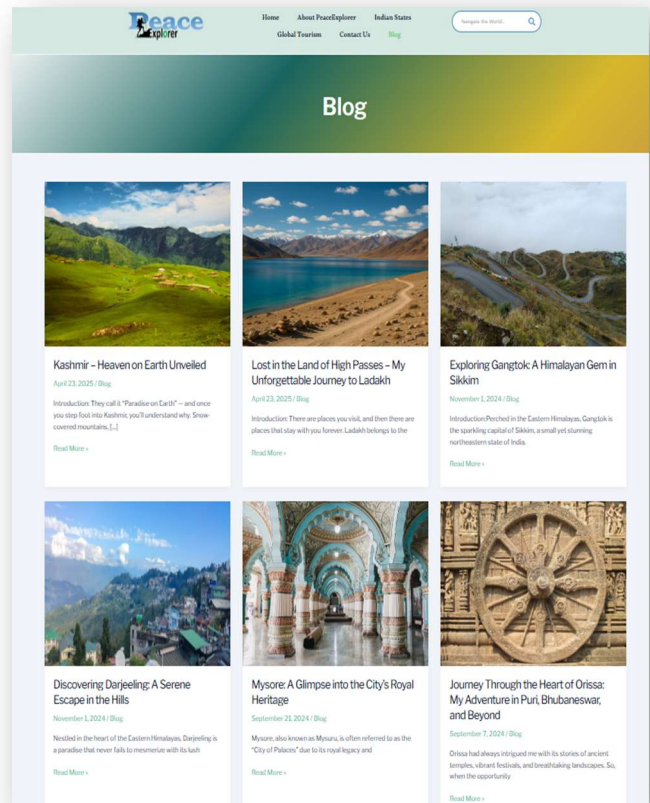 Peace
Explorer
Home About PeaceExplorer Indian States
Global Tourism Contact Us Blog
Navigate the World..
Blog
Kashmir – Heaven on Earth Unveiled
April 23, 2025 / Blog
Introduction: They call it "Paradise on Earth" — and once
you step foot into Kashmir, you'll understand why. Snow-
covered mountains, [...]
Read More »
Lost in the Land of High Passes – My
Unforgettable Journey to Ladakh
April 23, 2025 / Blog
Introduction: There are places you visit, and then there are
places that stay with you forever. Ladakh belongs to the
Read More »
Exploring Gangtok: A Himalayan Gem in
Sikkim
November 1, 2024 / Blog
Introduction:Perched in the Eastern Himalayas, Gangtok is
the sparkling capital of Sikkim, a small yet stunning
northeastern state of India.
Read More »
Discovering Darjeeling: A Serene
Escape in the Hills
November 1, 2024 / Blog
Nestled in the heart of the Eastern Himalayas, Darjeeling is
a paradise that never fails to mesmerize with its lush
Read More »
Mysore: A Glimpse into the City's Royal
Heritage
September 21, 2024 / Blog
Mysore, also known as Mysuru, is often referred to as the
"City of Palaces" due to its royal legacy and
Read More »
Journey Through the Heart of Orissa:
My Adventure in Puri, Bhubaneswar,
and Beyond
September 7, 2024 / Blog
Orissa had always intrigued me with its stories of ancient
temples, vibrant festivals, and breathtaking landscapes. So,
when the opportunity
Read More »